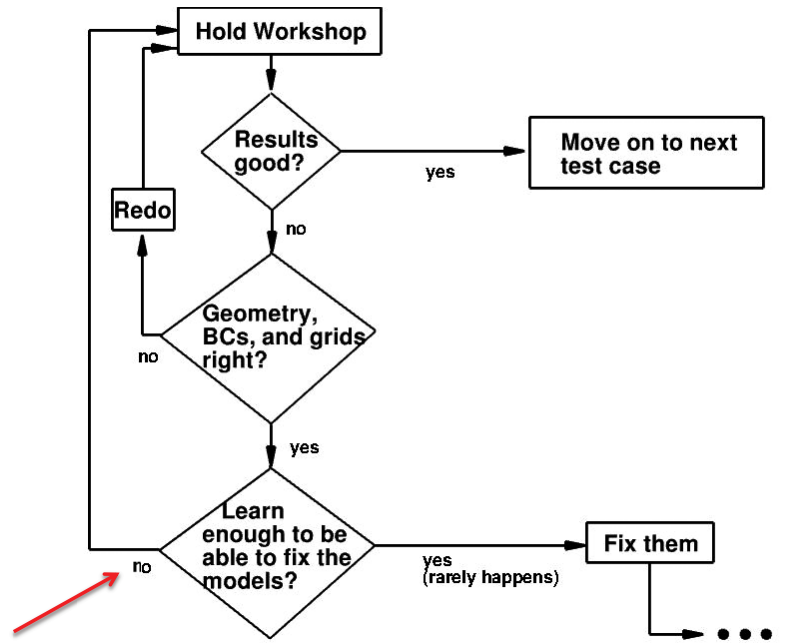 Hold Workshop
Results
good?
yes
Move on to next
test case
no
Redo
Geometry,
BCs, and grids
right?
no
yes
Learn
enough to be
able to fix the
models?
no
yes
(rarely happens)
Fix them